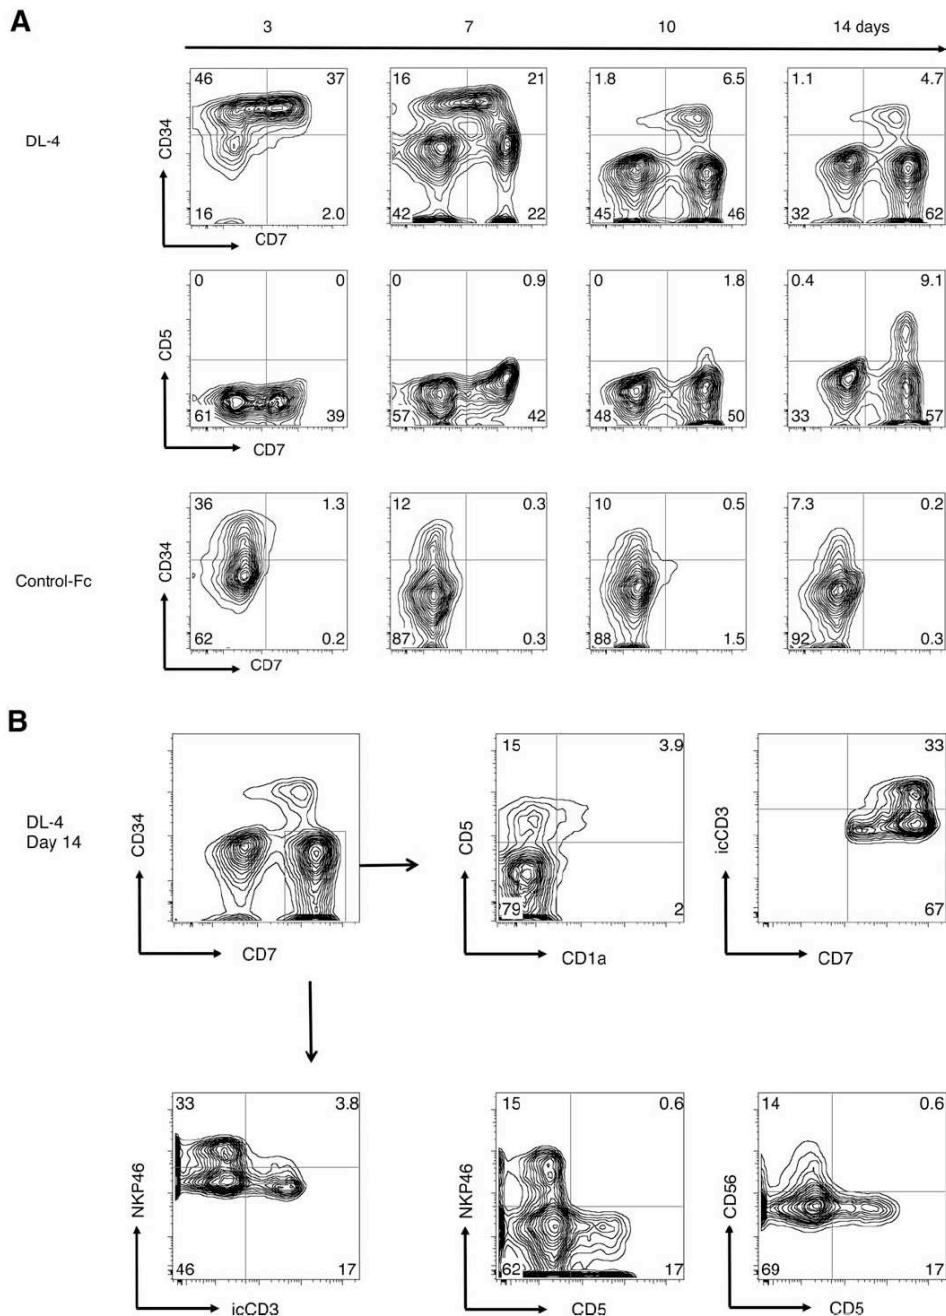 A
3 7 10 14 days
DL-4
CD34
46 37
16 2.0
16 21
42 22
1.8 6.5
45 46
1.1 4.7
32 62
CD7
CD5
0 0
61 39
0 0.9
57 42
0 1.8
48 50
0.4 9.1
33 57
CD7
Control-Fc
CD34
36 1.3
62 0.2
12 0.3
87 0.3
10 0.5
88 1.5
7.3 0.2
92 0.3
CD7
B
DL-4
Day 14
CD34
CD7
CD5
15 3.9
79 2
CD1a
icCD3
33
67
CD7
NKP46
33 3.8
46 17
icCD3
NKP46
15 0.6
62 17
CD5
CD56
14 0.6
69 17
CD5